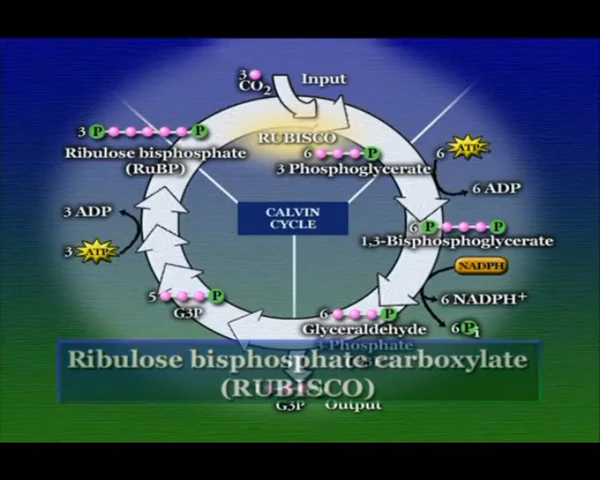 3
CO2
Input
RUBISCO
3 P P
Ribulose bisphosphate
(RuBP)
6 P
3 Phosphoglycerate
6 ATP
6 ADP
CALVIN
CYCLE
3 ADP
3 ATP
6 P P
1,3-Bisphosphoglycerate
NADPH
6 NADPH+
6 Pi
5 P
G3P
6 P
Glyceraldehyde
3-Phosphate
Ribulose bisphosphate carboxylate
(RUBISCO)
G3P Output